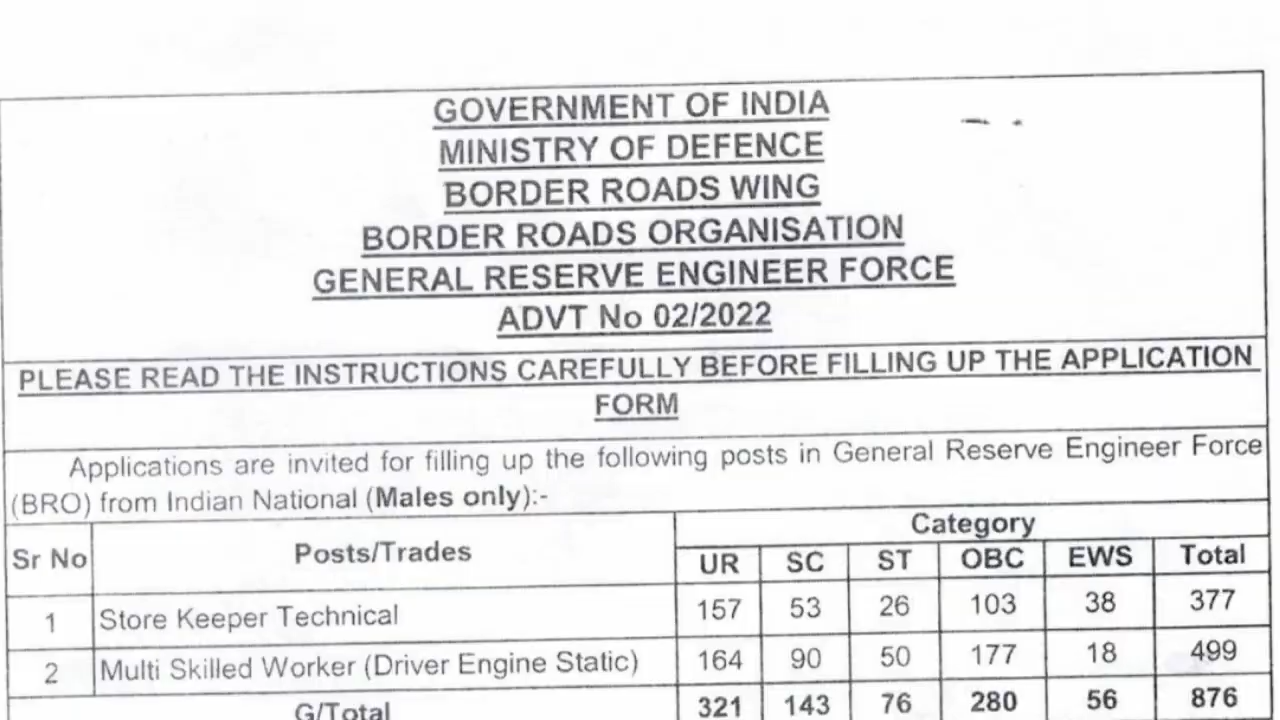 GOVERNMENT OF INDIA
MINISTRY OF DEFENCE
BORDER ROADS WING
BORDER ROADS ORGANISATION
GENERAL RESERVE ENGINEER FORCE
ADVT No 02/2022
PLEASE READ THE INSTRUCTIONS CAREFULLY BEFORE FILLING UP THE APPLICATION
FORM
Applications are invited for filling up the following posts in General Reserve Engineer Force
(BRO) from Indian National (Males only):-
Sr No Posts/Trades Category
UR SC ST OBC EWS Total
1 Store Keeper Technical 157 53 26 103 38 377
2 Multi Skilled Worker (Driver Engine Static) 164 90 50 177 18 499
G/Total 321 143 76 280 56 876